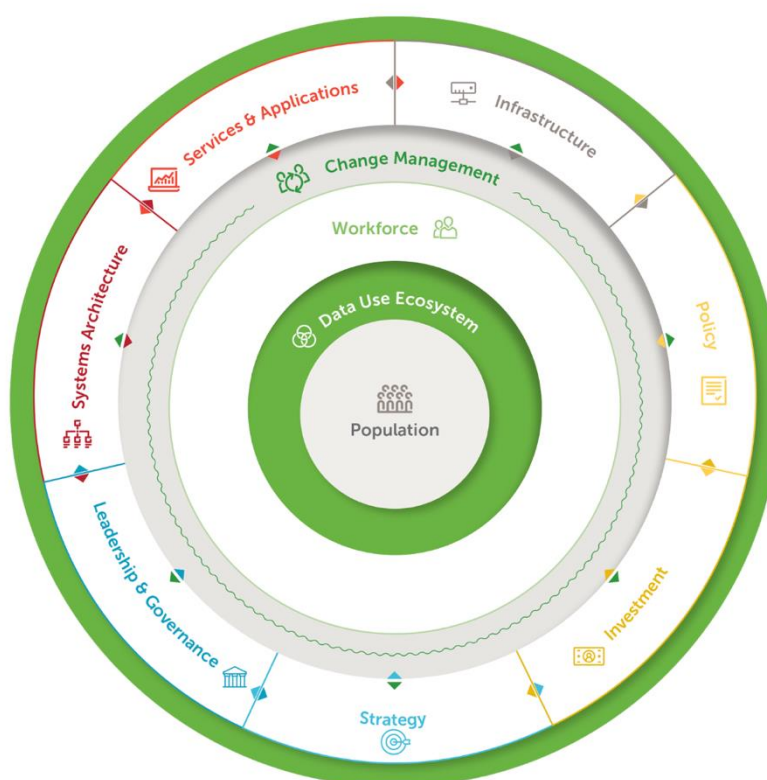 Services & Applications
Infrastructure
Change Management
Workforce
Systems Architecture
Data Use Ecosystem
Policy
Population
Leadership & Governance
Investment
Strategy